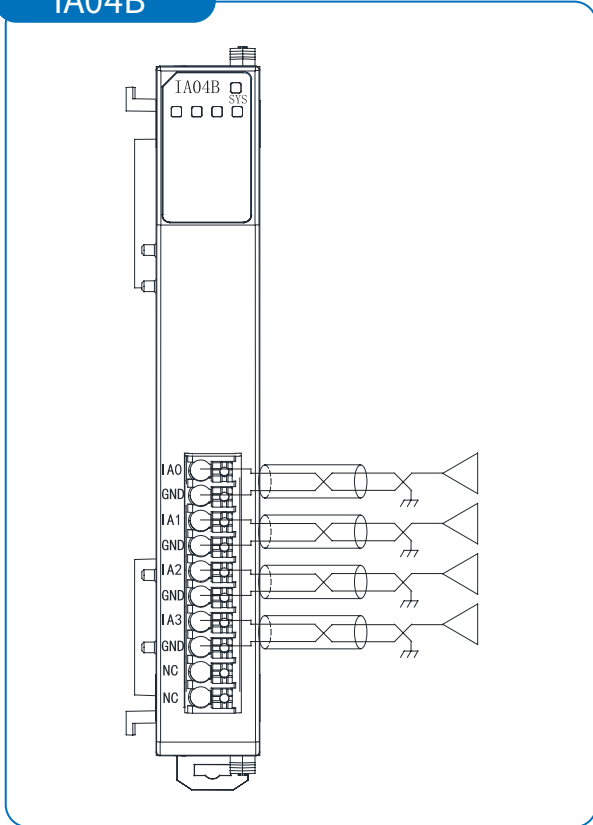 IA04B
IA04B
SYS
IA0
GND
IA1
GND
IA2
GND
IA3
GND
NC
NC